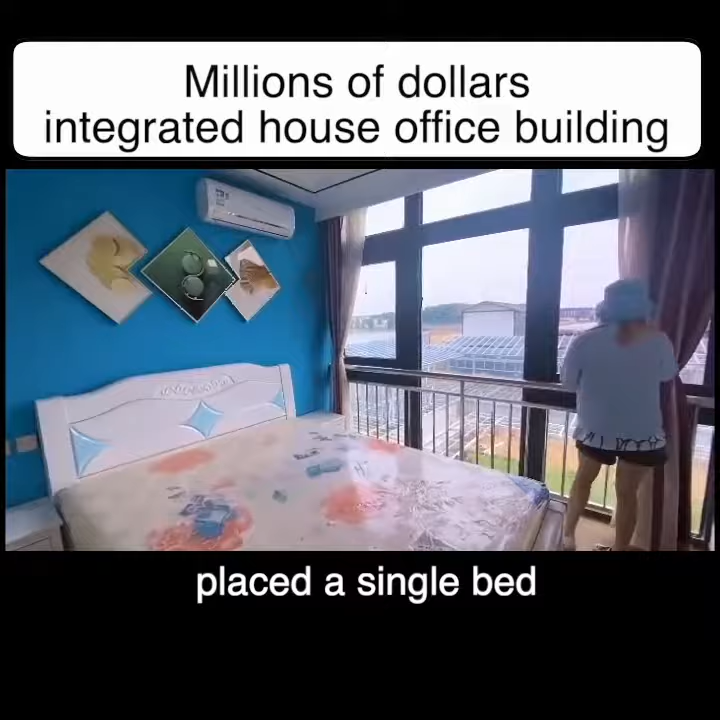 Millions of dollars
integrated house office building
placed a single bed